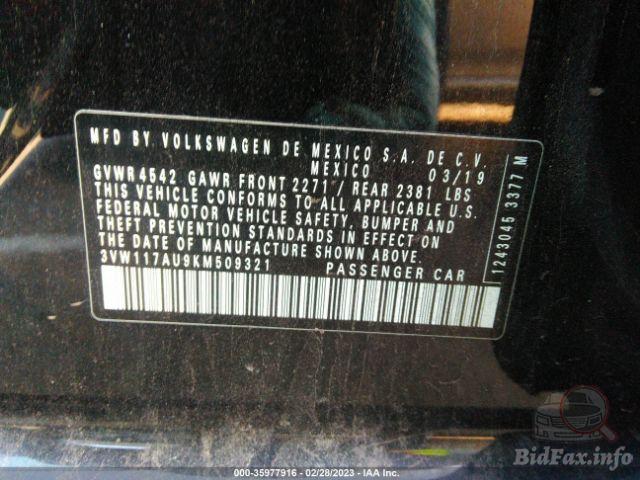 MFD BY VOLKSWAGEN DE MEXICO S.A. DE C.V.
MEXICO 03/19
GVWR 4542 GAWR FRONT 2271 / REAR 2381 LBS
THIS VEHICLE CONFORMS TO ALL APPLICABLE U.S.
FEDERAL MOTOR VEHICLE SAFETY, BUMPER AND
THEFT PREVENTION STANDARDS IN EFFECT ON
THE DATE OF MANUFACTURE SHOWN ABOVE.
3VW117AU9KM509321 PASSENGER CAR
1243045 3377 M
000-35977916 - 02/28/2023 - IAA Inc.
BidFax.info